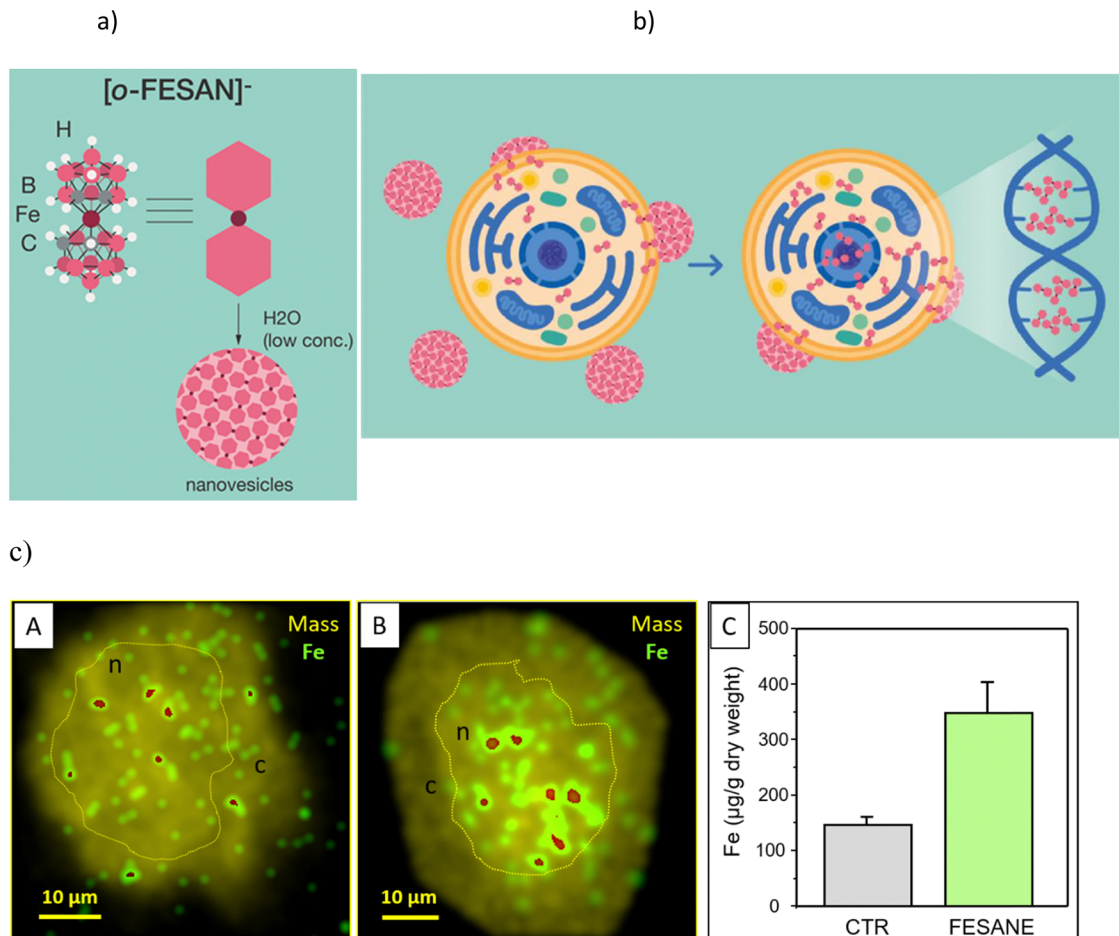 a)
b)
[o-FESAN]-
H
B
Fe
C
H2O
(low conc.)
nanovesicles
c)
A
Mass
Fe
n
c
10 µm
B
Mass
Fe
n
c
10 µm
C
Fe (µg/g dry weight)
500
400
300
200
100
0
CTR
FESANE